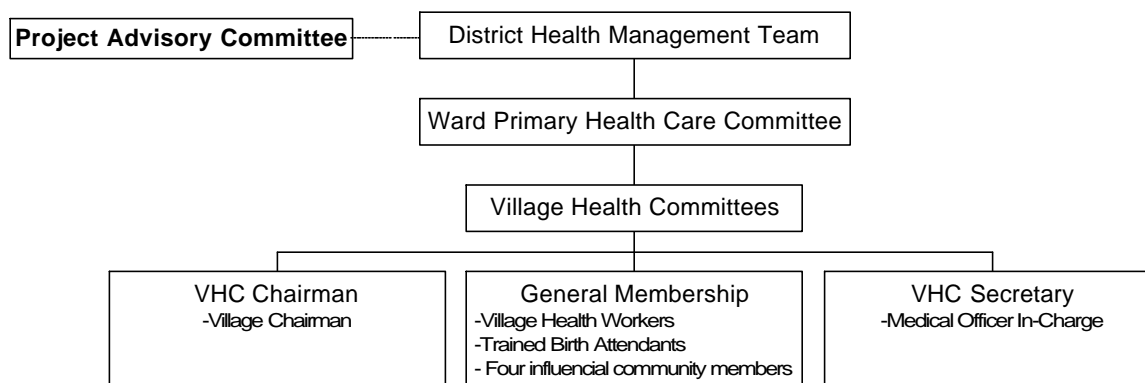 Project Advisory Committee
District Health Management Team
Ward Primary Health Care Committee
Village Health Committees
VHC Chairman
-Village Chairman
General Membership
-Village Health Workers
-Trained Birth Attendants
- Four influencial community members
VHC Secretary
-Medical Officer In-Charge